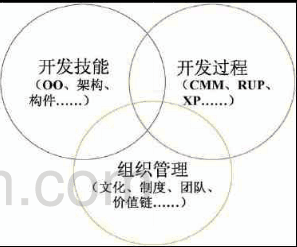 开发技能
（OO、架构、
构件……）
开发过程
（CMM、RUP、
XP……）
组织管理
（文化、制度、团队、
价值链……）
n.com